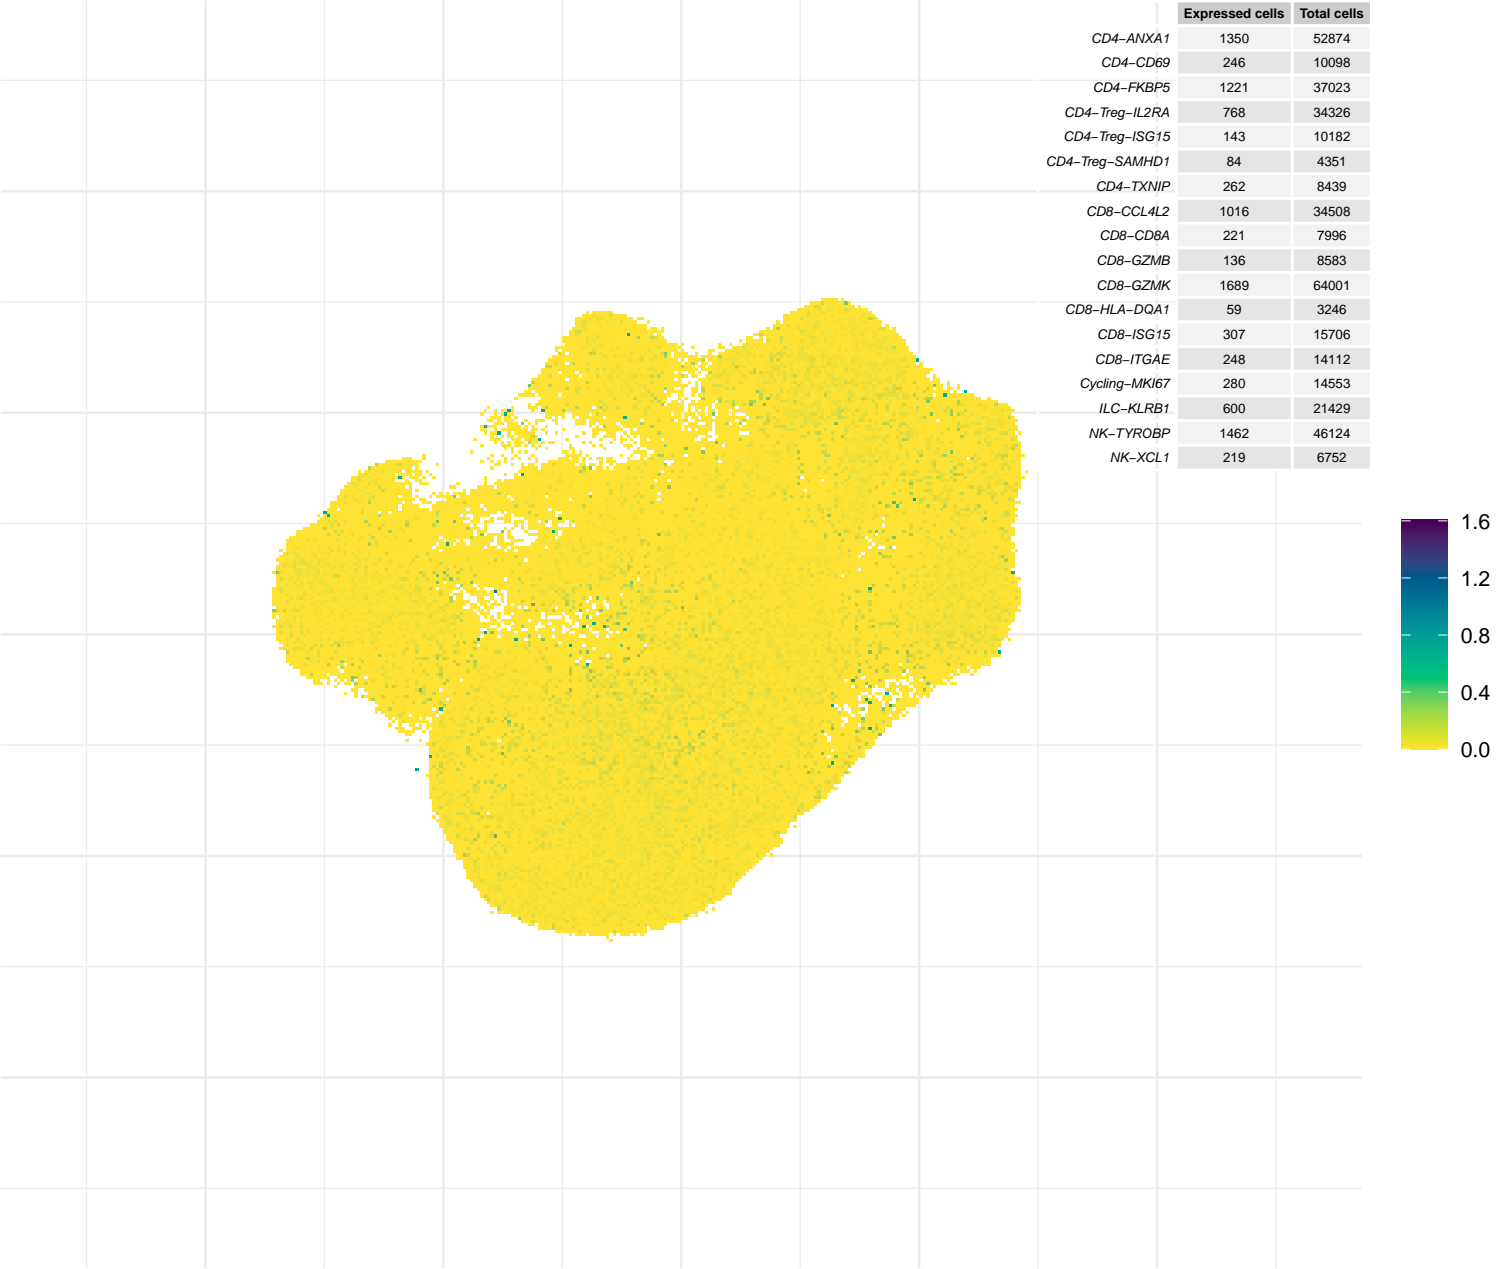 Expressed cells Total cells
CD4−ANXA1 1350 52874
CD4−CD69 246 10098
CD4−FKBP5 1221 37023
CD4−Treg−IL2RA 768 34326
CD4−Treg−ISG15 143 10182
CD4−Treg−SAMHD1 84 4351
CD4−TXNIP 262 8439
CD8−CCL4L2 1016 34508
CD8−CD8A 221 7996
CD8−GZMB 136 8583
CD8−GZMK 1689 64001
CD8−HLA−DQA1 59 3246
CD8−ISG15 307 15706
CD8−ITGAE 248 14112
Cycling−MKI67 280 14553
ILC−KLRB1 600 21429
NK−TYROBP 1462 46124
NK−XCL1 219 6752
1.6
1.2
0.8
0.4
0.0